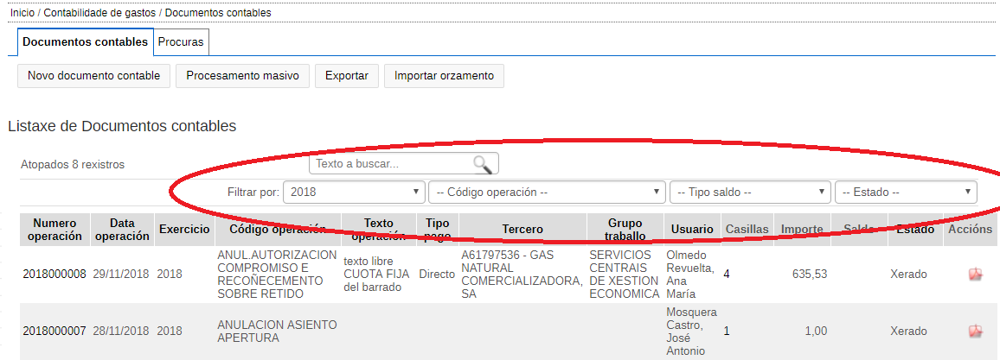 Inicio / Contabilidade de gastos / Documentos contables
Documentos contables Procuras
Novo documento contable Procesamento masivo Exportar Importar orzamento
Listaxe de Documentos contables
Atopados 8 rexistros Texto a buscar...
Filtrar por: 2018 -- Código operación -- -- Tipo saldo -- -- Estado --
Numero operación Data operación Exercicio Código operación Texto operación Tipo pago Tercero Grupo traballo Usuario Casillas Importe Saldo Estado Accións
2018000008 29/11/2018 2018 ANUL.AUTORIZACION COMPROMISO E RECOÑECEMENTO SOBRE RETIDO texto libre CUOTA FIJA del barrado Directo A61797536 - GAS NATURAL COMERCIALIZADORA, SA SERVICIOS CENTRAIS DE XESTION ECONOMICA Olmedo Revuelta, Ana María 4 635,53 Xerado
2018000007 28/11/2018 2018 ANULACION ASIENTO APERTURA Mosquera Castro, José Antonio 1 1,00 Xerado